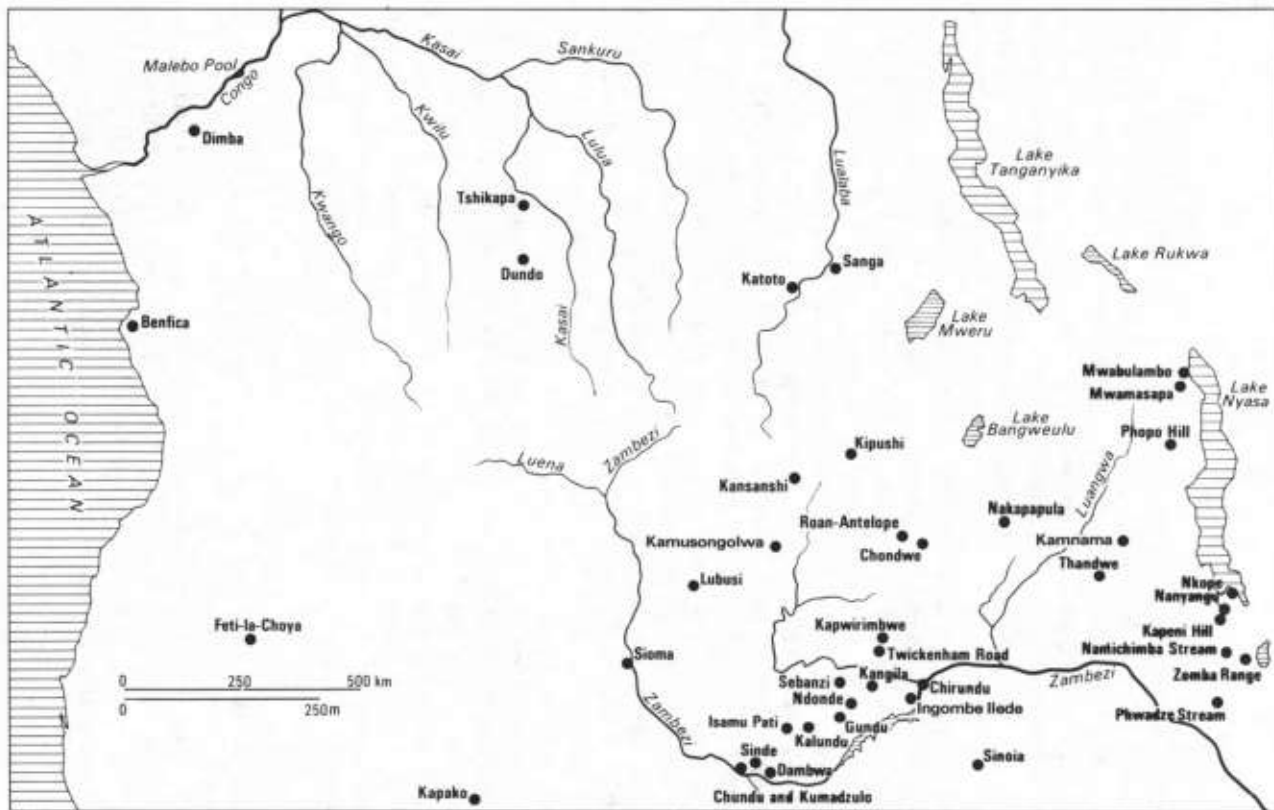 Malebo Pool
Congo
Kasai
Sankuru
Dimba
Kwilu
Lulua
Lualaba
Lake
Tanganyika
Tshikapa
Kwango
Dundo
Kasai
Sanga
Katoto
Lake Rukwa
Lake
Mweru
ATLANTIC OCEAN
Benfica
Mwabulambo
Mwamasapa
Lake
Nyasa
Lake
Bangweulu
Phopo Hill
Luena
Zambezi
Kipushi
Kansanshi
Luangwa
Roan-Antelope
Chondwe
Nakapapula
Kamnama
Kamusongolwa
Thandwe
Lubusi
Nkope
Nanyangu
Kapeni Hill
Feti-la-Choya
Kapwirimbwe
Twickenham Road
Nantichimba Stream
Zomba Range
Sioma
0 250 500 km
0 250m
Sebanzi
Kangila
Chirundu
Zambezi
Ndonde
Ingombe Ilede
Phwadze Stream
Zambezi
Isamu Pati
Kalundu
Gundu
Sinde
Dambwa
Sinoia
Kapako
Chundu and Kumadzulo